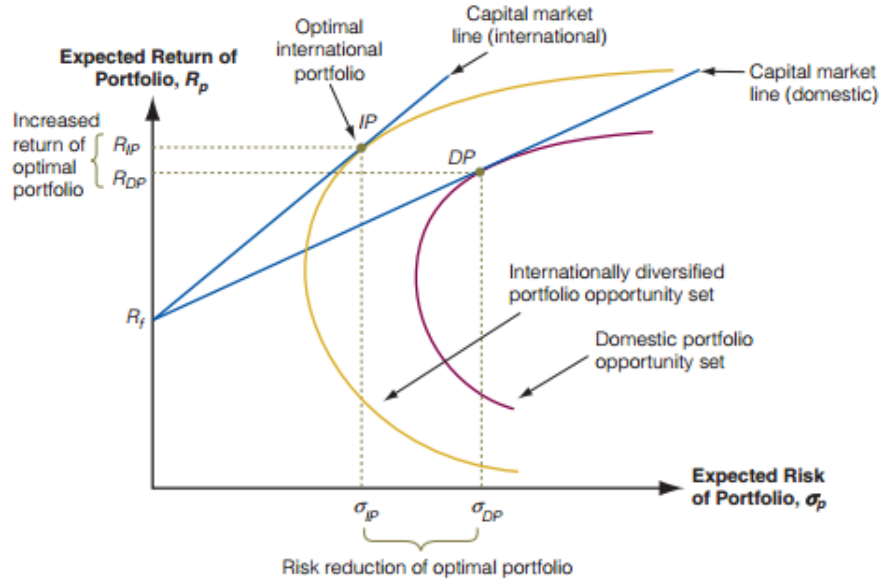 Optimal
international
portfolio
Capital market
line (international)
Expected Return of
Portfolio, Rp
Capital market
line (domestic)
Increased
return of
optimal
portfolio
IP
RIP
DP
RDP
Internationally diversified
portfolio opportunity set
Rf
Domestic portfolio
opportunity set
Expected Risk
of Portfolio, σp
σIP
σDP
Risk reduction of optimal portfolio